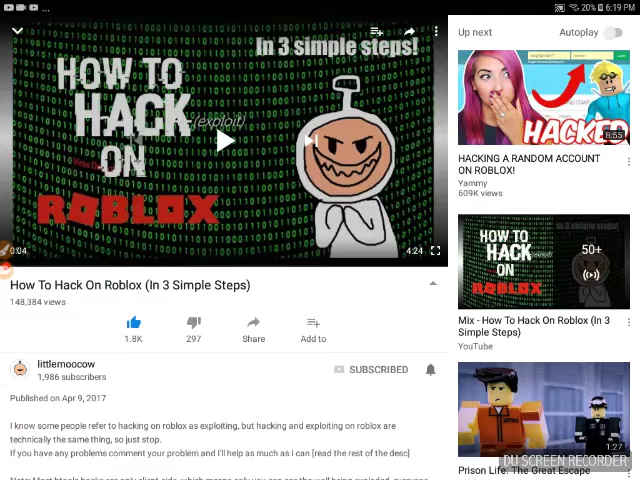 20% 6:19 PM
In 3 simple steps!
HOW TO
HACK
(exploit)
ON
ROBLOX
0:04
4:24
How To Hack On Roblox (In 3 Simple Steps)
148,384 views
1.8K
297
Share
Add to
littlemoocow
1,986 subscribers
SUBSCRIBED
Published on Apr 9, 2017
I know some people refer to hacking on roblox as exploiting, but hacking and exploiting on roblox are
technically the same thing, so just stop.
If you have any problems comment your problem and I'll help as much as I can [read the rest of the desc]
Up next
Autoplay
HACKED
8:55
HACKING A RANDOM ACCOUNT
ON ROBLOX!
Yammy
609K views
In 3 simple steps!
HOW TO
HACK
ON
ROBLOX
50+
Mix - How To Hack On Roblox (In 3
Simple Steps)
YouTube
1:27
DU SCREEN RECORDER
Prison Life: The Great Escape